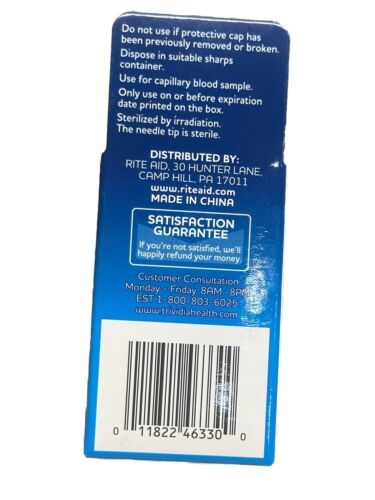 Do not use if protective cap has
been previously removed or broken.
Dispose in suitable sharps
container.
Use for capillary blood sample.
Only use on or before expiration
date printed on the box.
Sterilized by irradiation.
The needle tip is sterile.
DISTRIBUTED BY:
RITE AID, 30 HUNTER LANE,
CAMP HILL, PA 17011
www.riteaid.com
MADE IN CHINA
SATISFACTION
GUARANTEE
If you're not satisfied, we'll
happily refund your money.
Customer Consultation
Monday - Friday, 8AM -8PM
EST 1-800-803-6025
www.trividiahealth.com
0 11822 46330 0